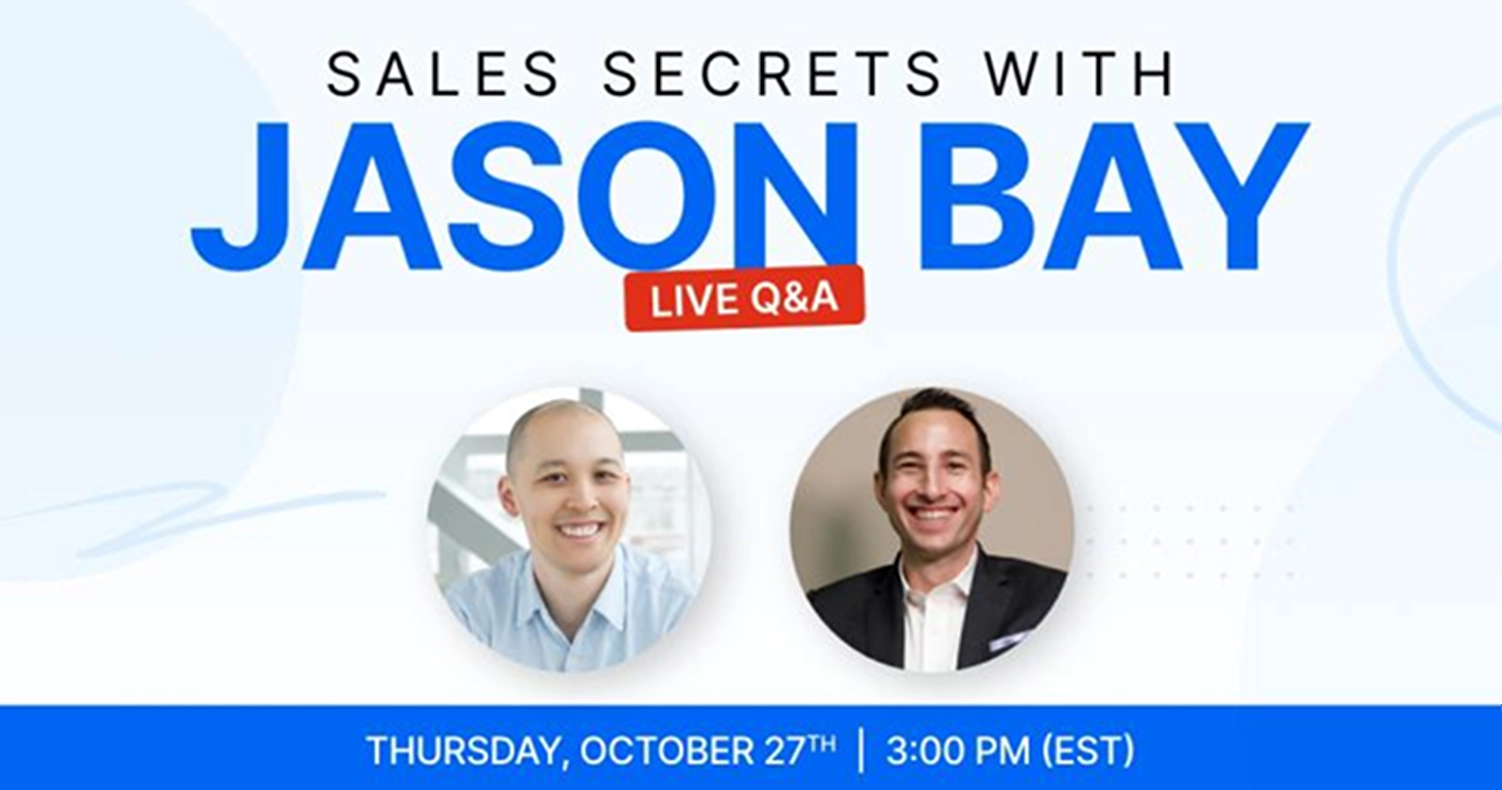 SALES SECRETS WITH
JASON BAY
LIVE Q&A
THURSDAY, OCTOBER 27TH | 3:00 PM (EST)